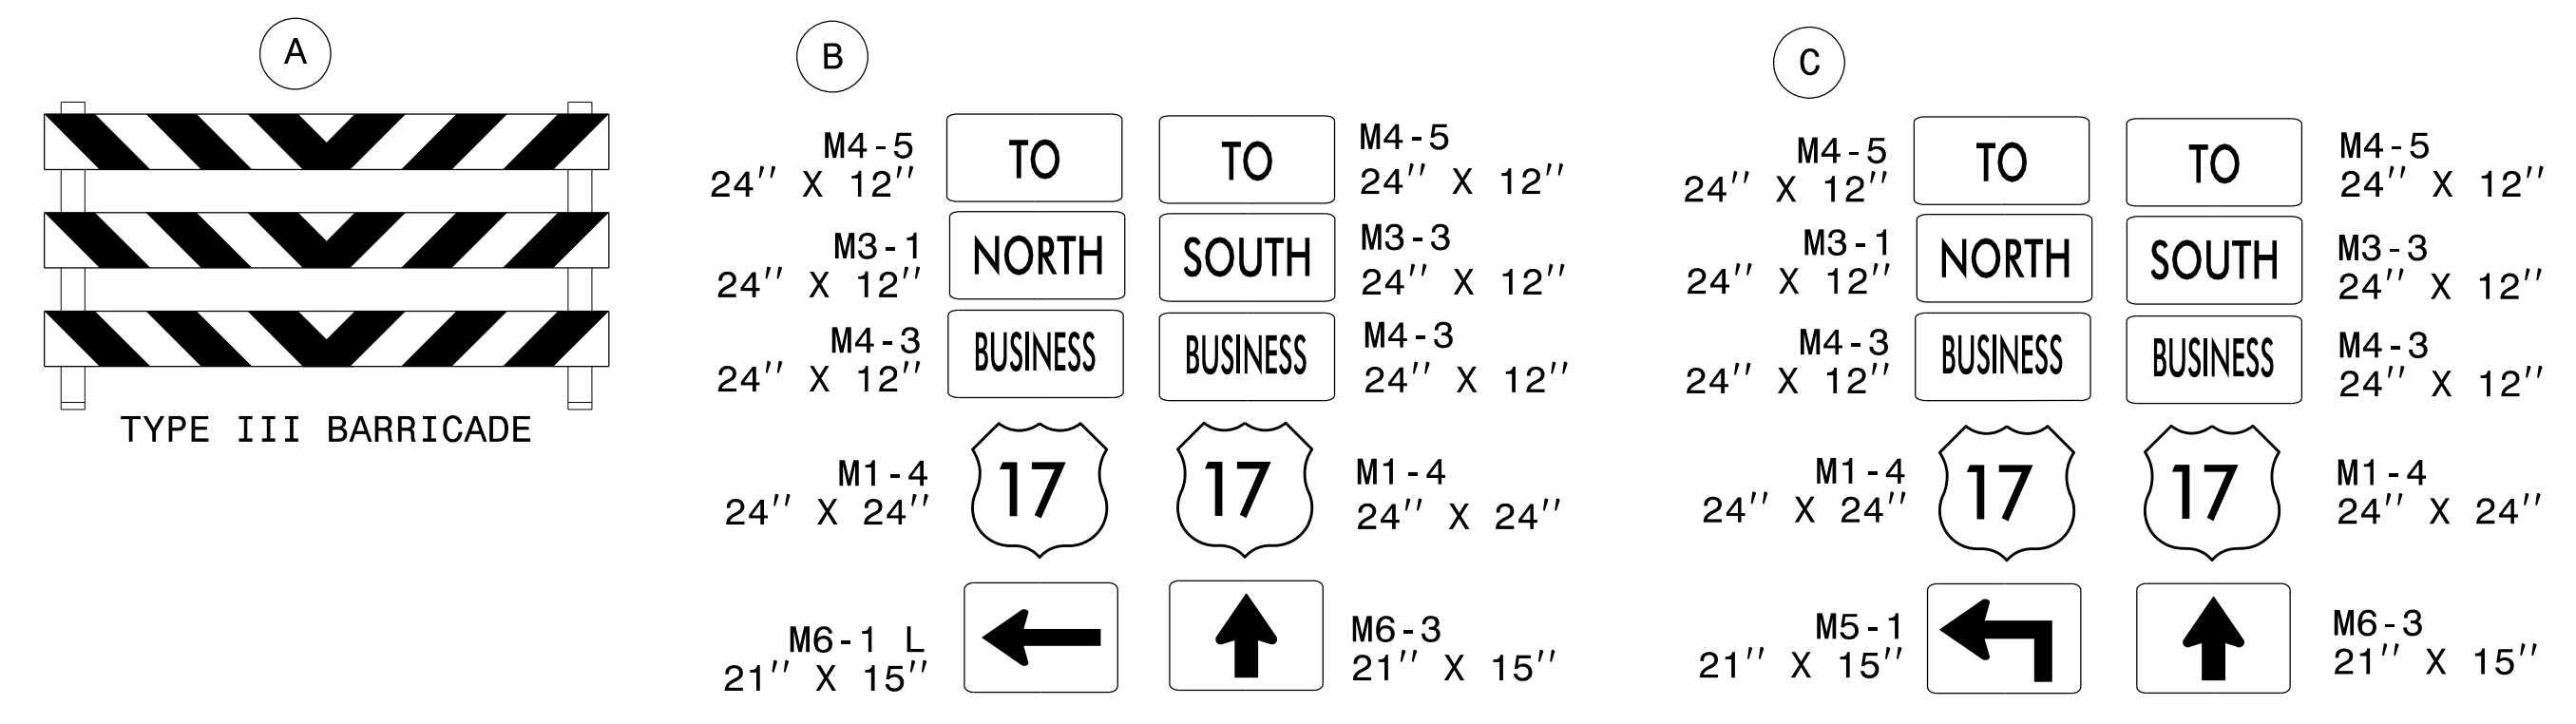 A
TYPE III BARRICADE
B
M4-5
24'' X 12''
TO
TO
M4-5
24'' X 12''
M3-1
24'' X 12''
NORTH
SOUTH
M3-3
24'' X 12''
M4-3
24'' X 12''
BUSINESS
BUSINESS
M4-3
24'' X 12''
M1-4
24'' X 24''
17
17
M1-4
24'' X 24''
M6-1 L
21'' X 15''
M6-3
21'' X 15''
C
M4-5
24'' X 12''
TO
TO
M4-5
24'' X 12''
M3-1
24'' X 12''
NORTH
SOUTH
M3-3
24'' X 12''
M4-3
24'' X 12''
BUSINESS
BUSINESS
M4-3
24'' X 12''
M1-4
24'' X 24''
17
17
M1-4
24'' X 24''
M5-1
21'' X 15''
M6-3
21'' X 15''